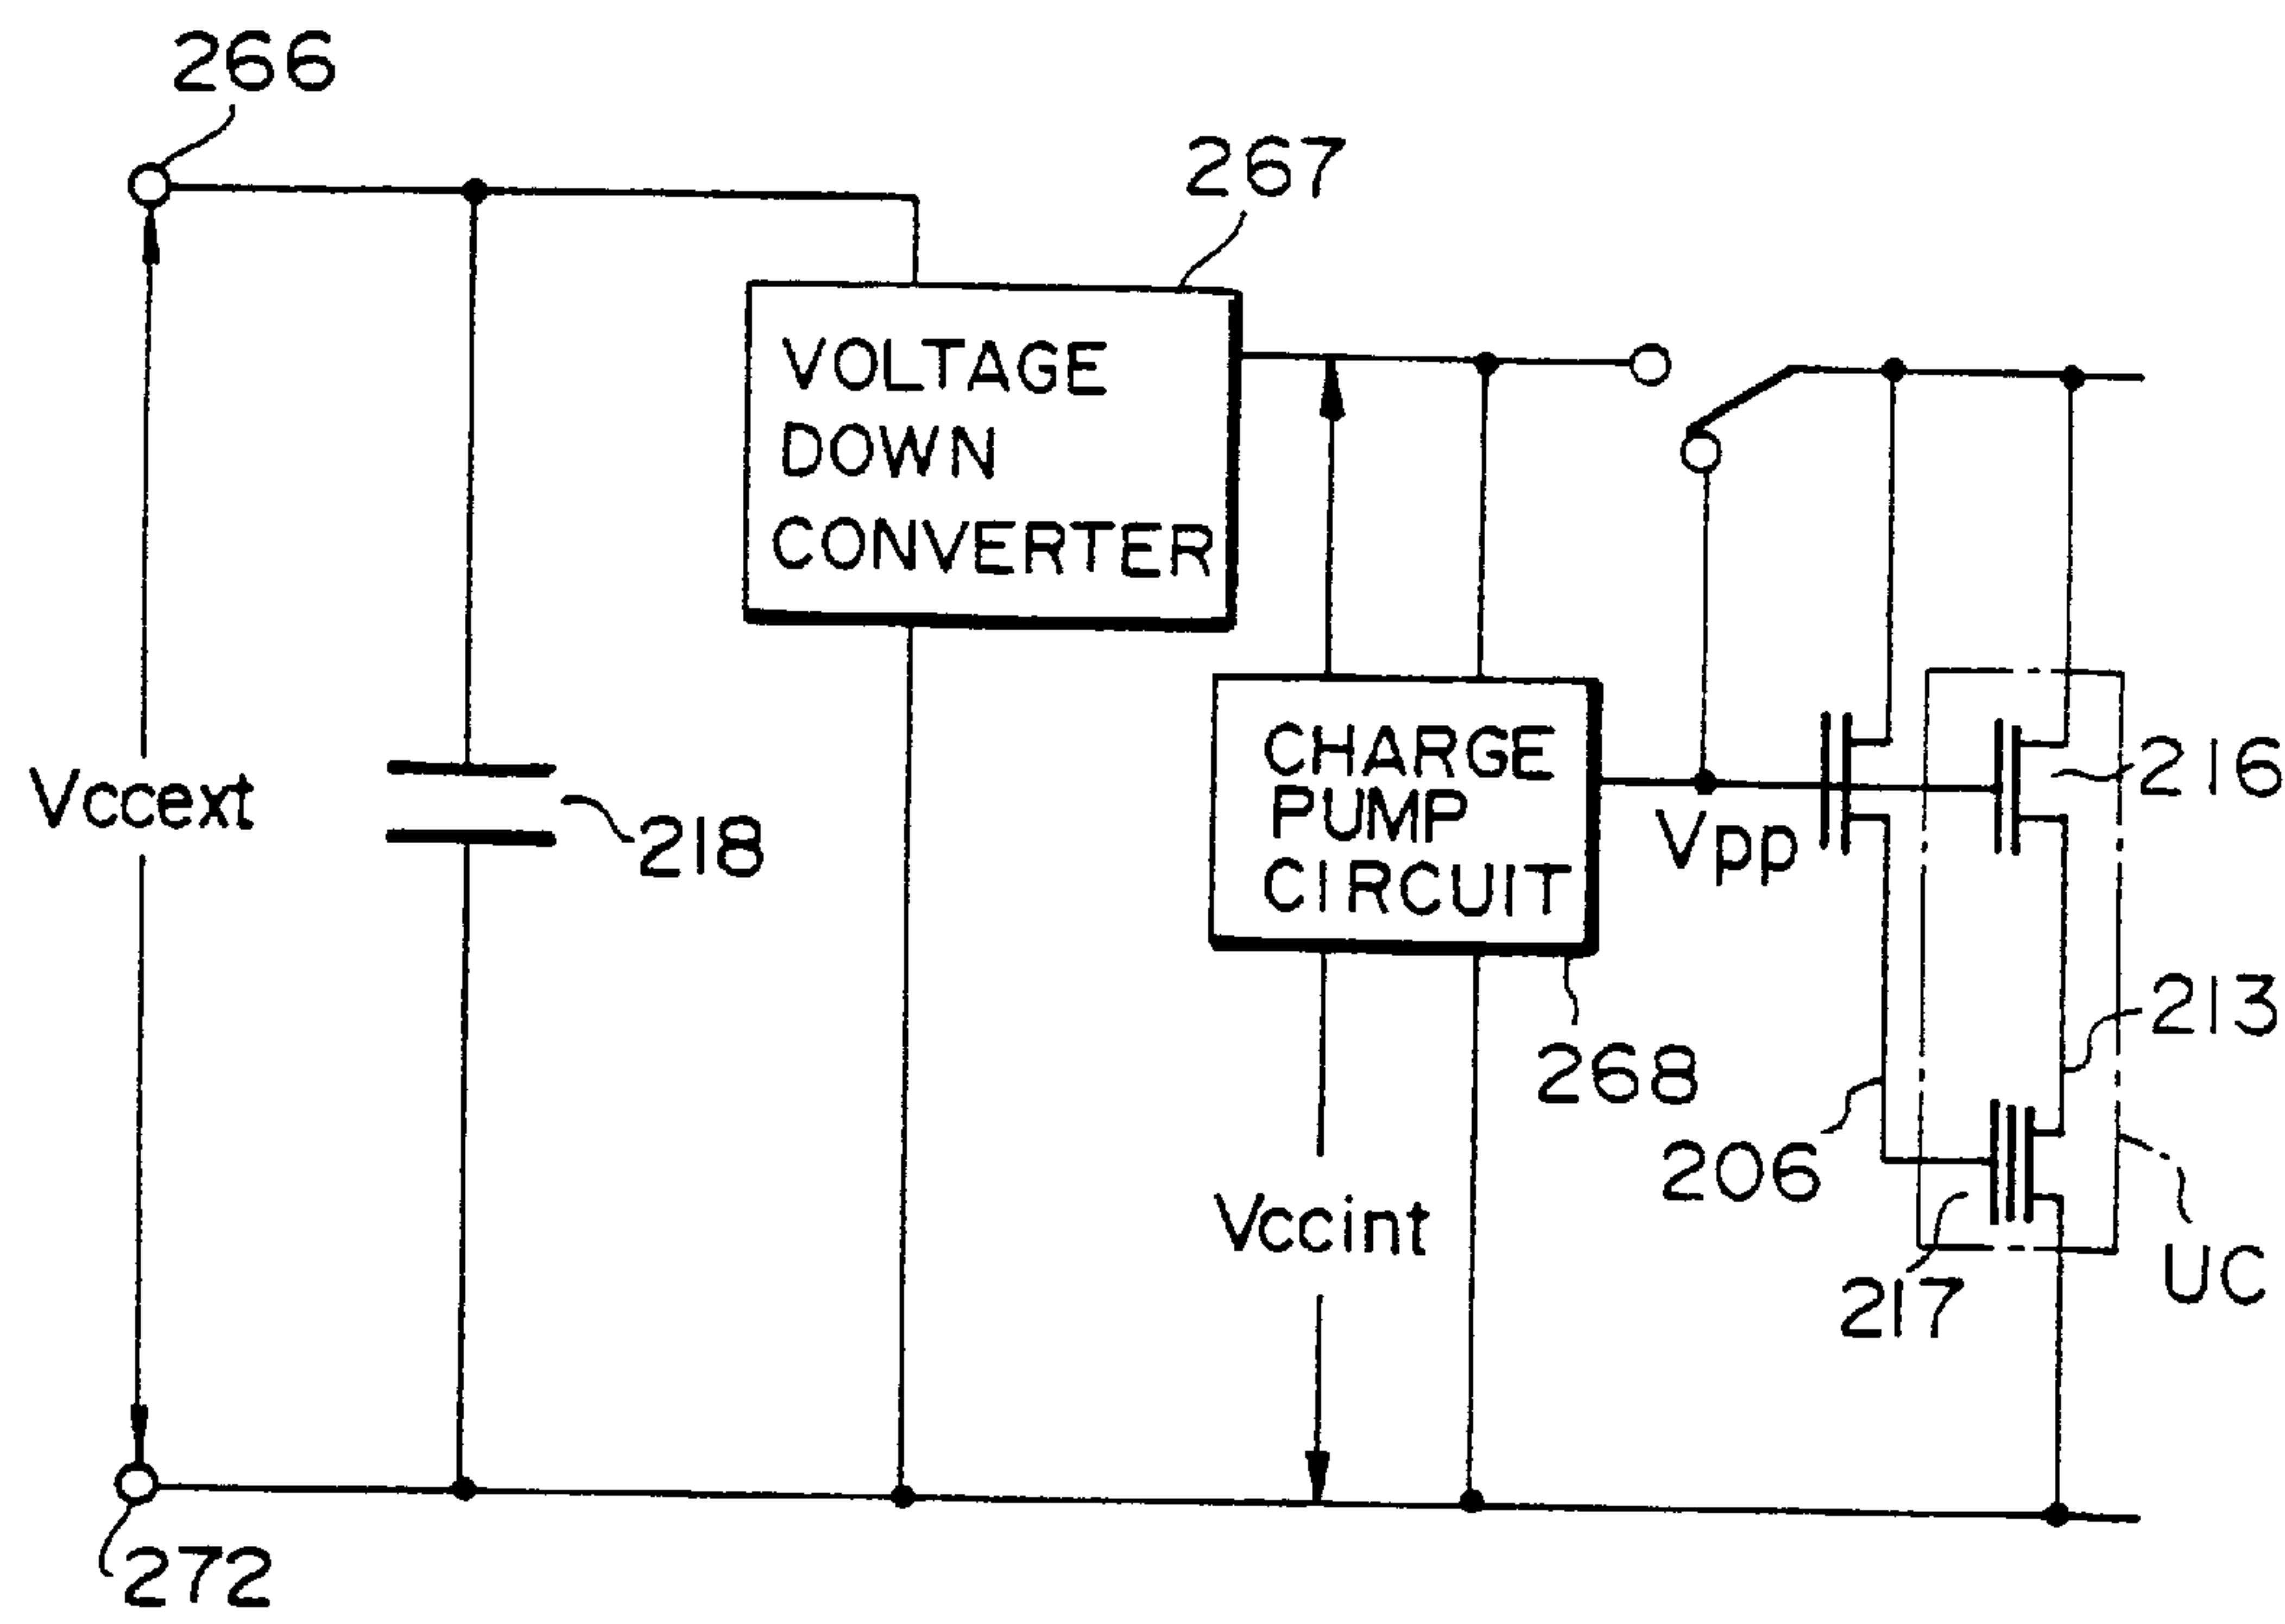 266
267
VOLTAGE
DOWN
CONVERTER
Vccext
218
CHARGE
PUMP
CIRCUIT
Vpp
216
213
268
206
Vccint
217
UC
272